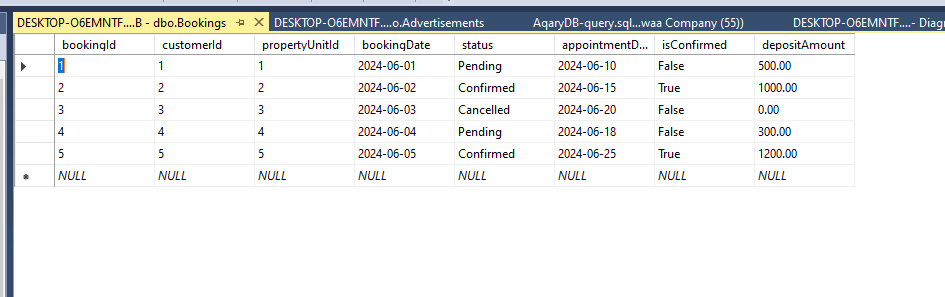 DESKTOP-O6EMNTF....B - dbo.Bookings DESKTOP-O6EMNTF....o.Advertisements AqaryDB-query.sql...waa Company (55)) DESKTOP-O6EMNTF....- Diag
bookingId customerId propertyUnitId bookingDate status appointmentD... isConfirmed depositAmount
1 1 1 2024-06-01 Pending 2024-06-10 False 500.00
2 2 2 2024-06-02 Confirmed 2024-06-15 True 1000.00
3 3 3 2024-06-03 Cancelled 2024-06-20 False 0.00
4 4 4 2024-06-04 Pending 2024-06-18 False 300.00
5 5 5 2024-06-05 Confirmed 2024-06-25 True 1200.00
NULL NULL NULL NULL NULL NULL NULL NULL